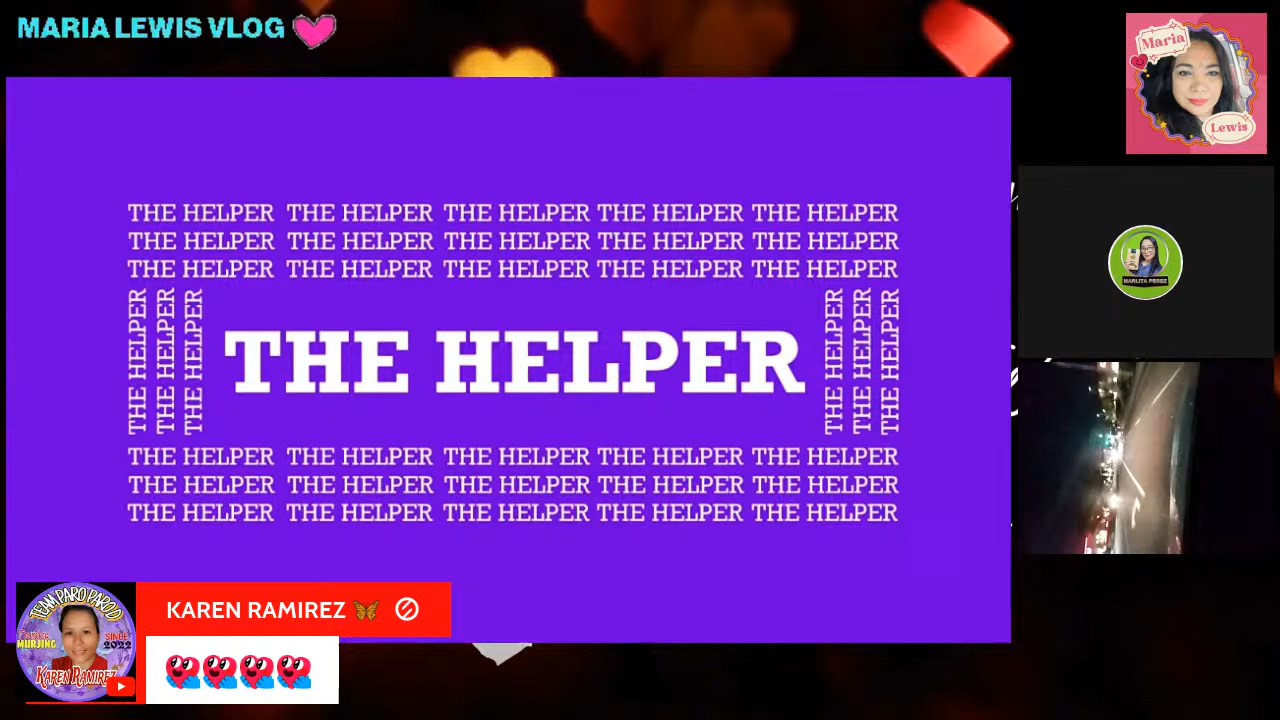 MARIA LEWIS VLOG
Maria
Lewis
THE HELPER THE HELPER THE HELPER THE HELPER THE HELPER
THE HELPER THE HELPER THE HELPER THE HELPER THE HELPER
THE HELPER THE HELPER THE HELPER THE HELPER THE HELPER
THE HELPER
THE HELPER
THE HELPER
THE HELPER
THE HELPER
THE HELPER
THE HELPER
THE HELPER THE HELPER THE HELPER THE HELPER THE HELPER
THE HELPER THE HELPER THE HELPER THE HELPER THE HELPER
THE HELPER THE HELPER THE HELPER THE HELPER THE HELPER
MARLITA PEREZ
KAREN RAMIREZ
TEAM PARO PARO
MURJING
SINCE
2022
KAREN RAMIREZ